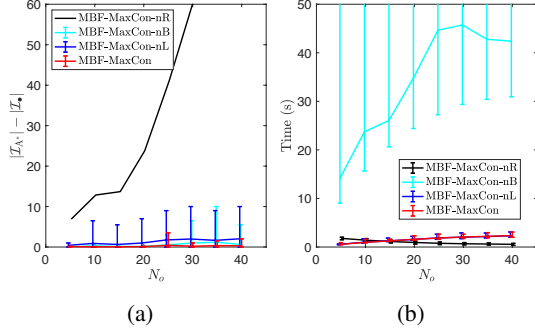 60
50
40
30
20
10
0
|I_A*| − |I_•|
MBF-MaxCon-nR
MBF-MaxCon-nB
MBF-MaxCon-nL
MBF-MaxCon
0 10 20 30 40
N_o
(a)
50
40
30
20
10
0
Time (s)
MBF-MaxCon-nR
MBF-MaxCon-nB
MBF-MaxCon-nL
MBF-MaxCon
0 10 20 30 40
N_o
(b)